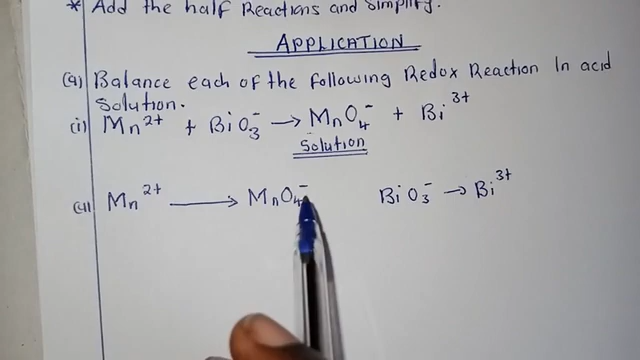 * Add the half Reactions and Simplify.
APPLICATION
(a) Balance each of the following Redox Reaction In acid
Solution.
(i) Mn²⁺ + BiO₃⁻ → MnO₄⁻ + Bi³⁺
Solution
(a) Mn²⁺ → MnO₄⁻ BiO₃⁻ → Bi³⁺